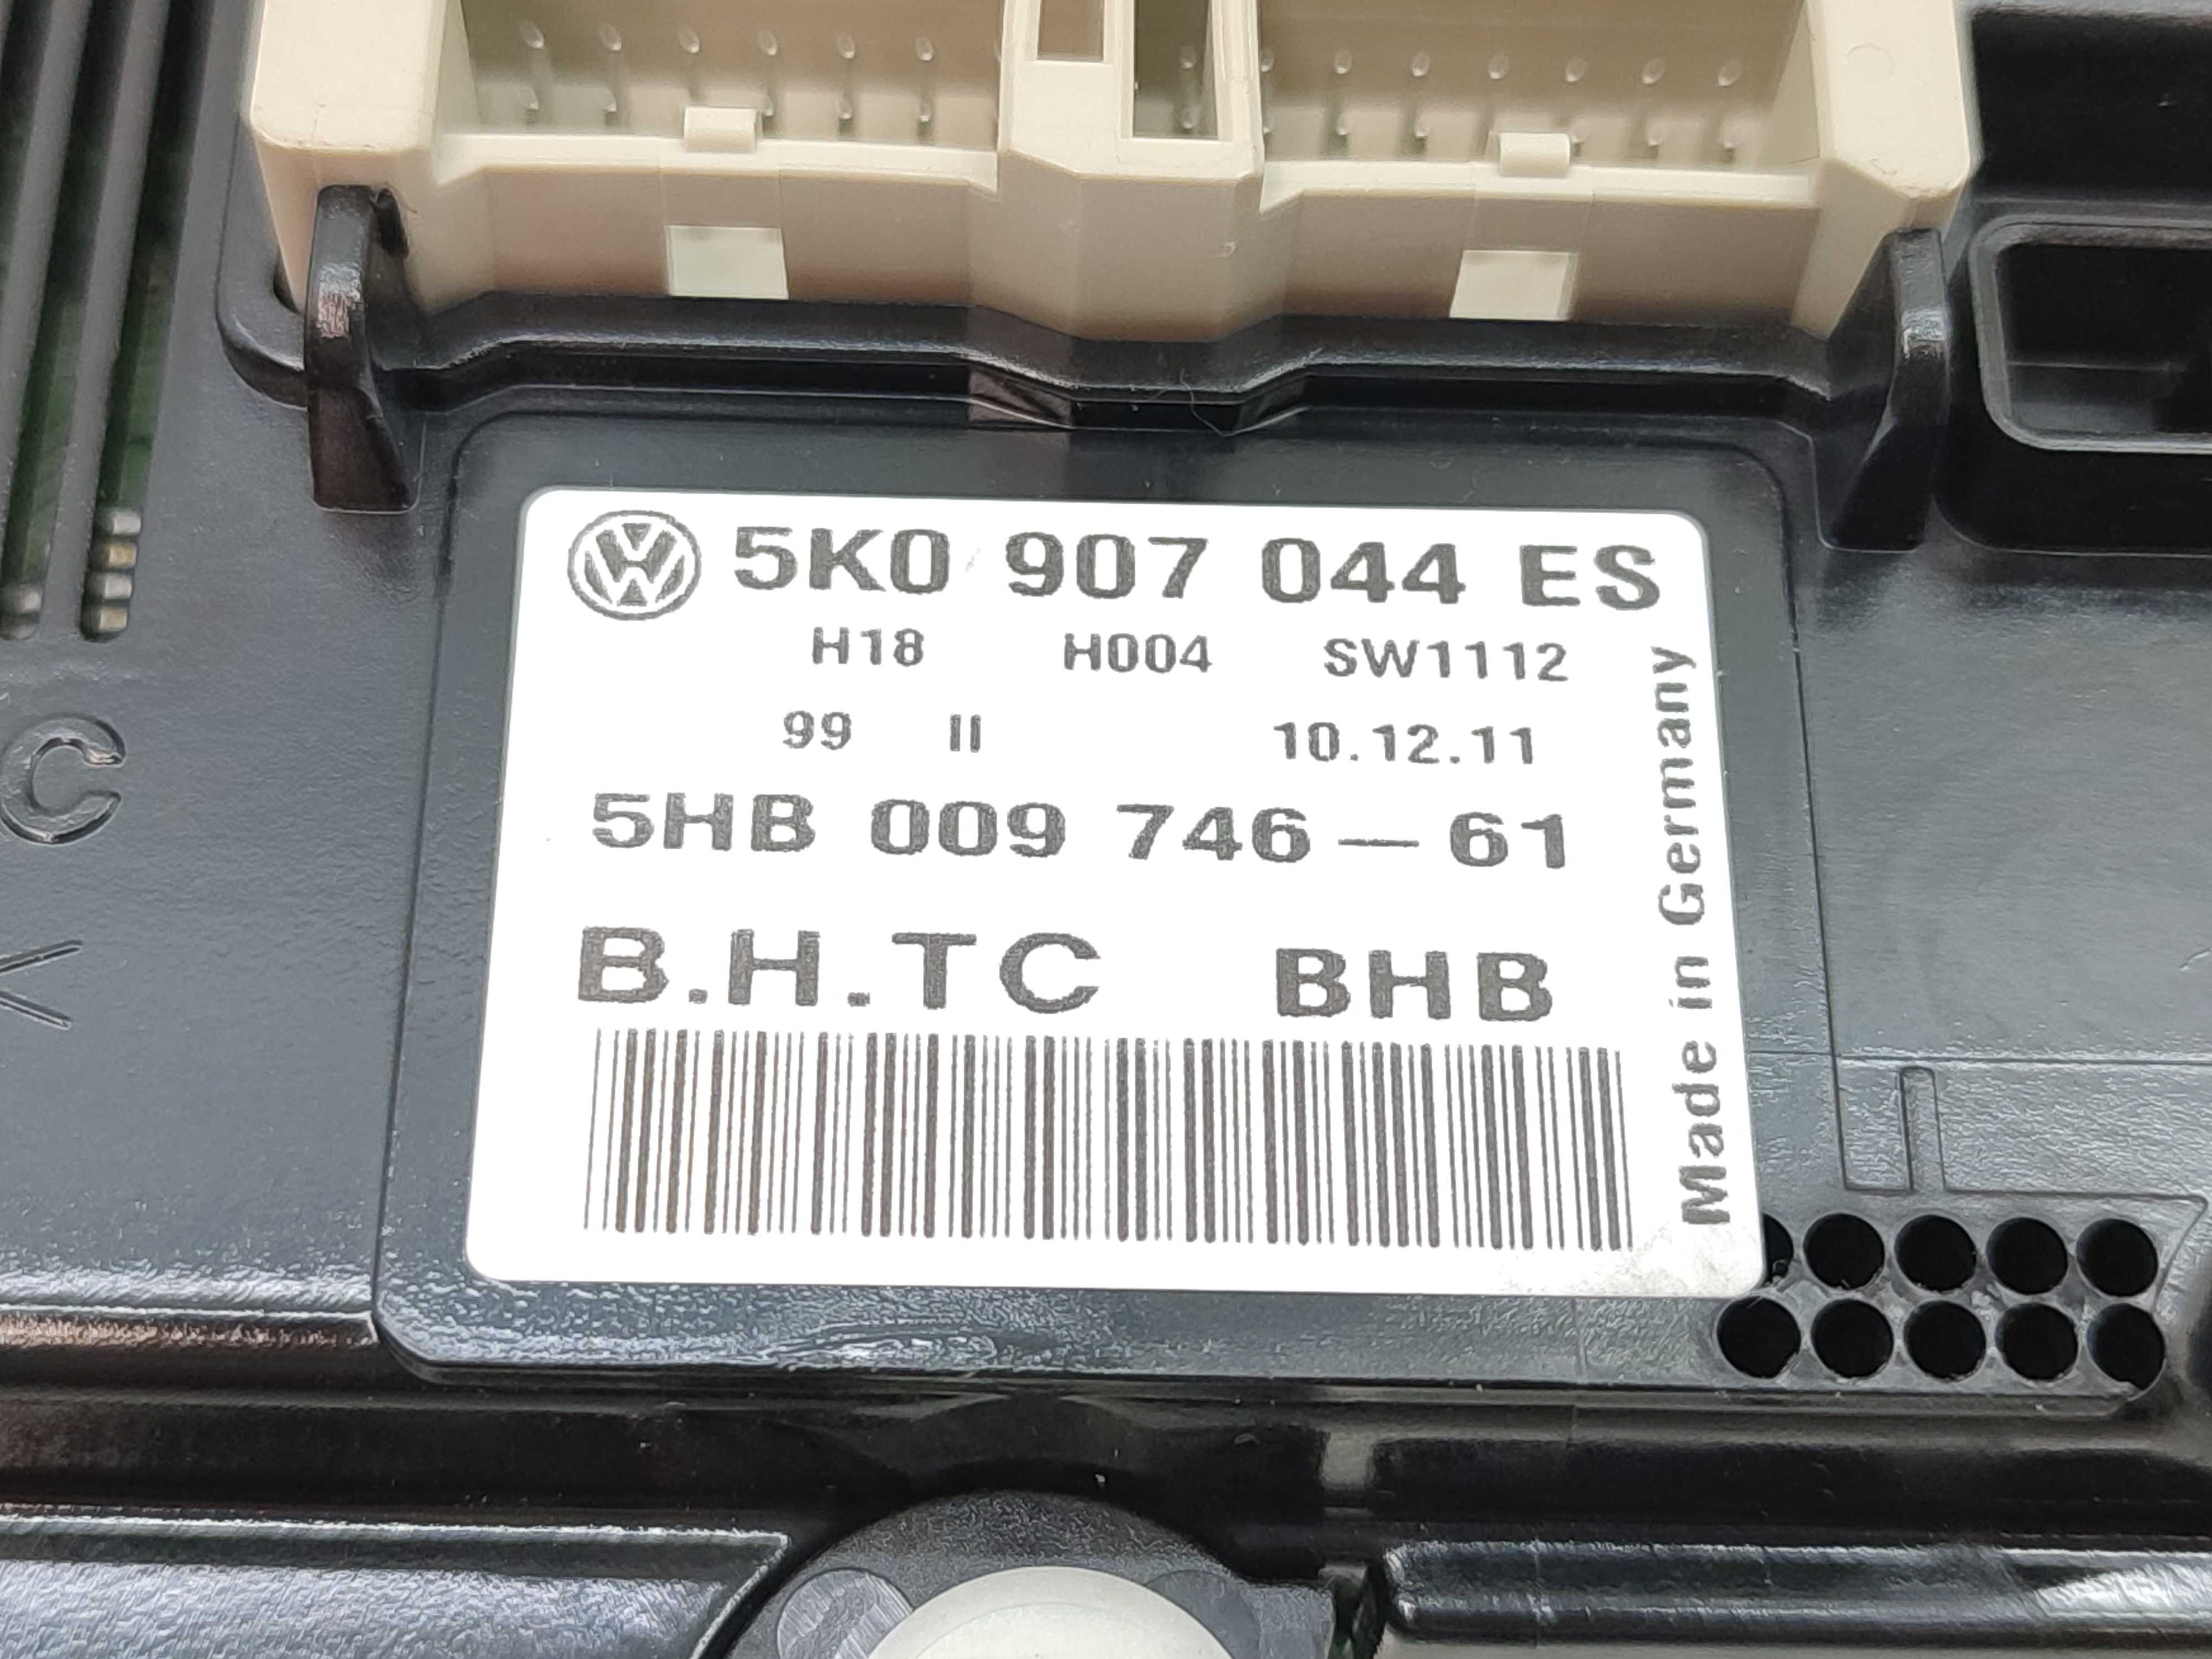 5K0 907 044 ES
H18 H004 SW1112
99 II 10.12.11
5HB 009 746-61
B.H.TC BHB
Made in Germany
C